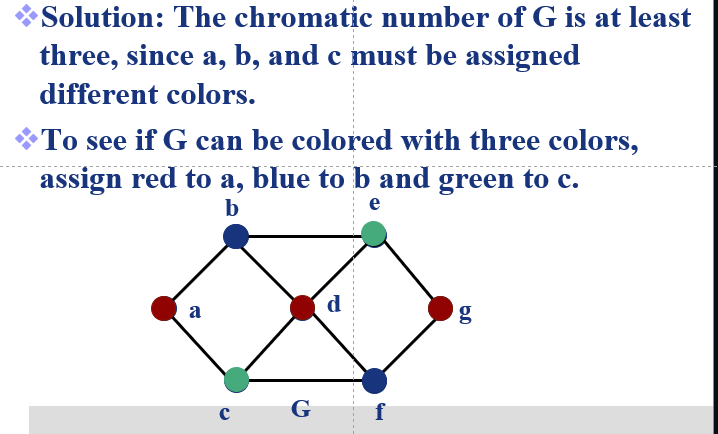 ❖Solution: The chromatic number of G is at least
three, since a, b, and c must be assigned
different colors.
❖To see if G can be colored with three colors,
assign red to a, blue to b and green to c.
b e
a d g
c G f